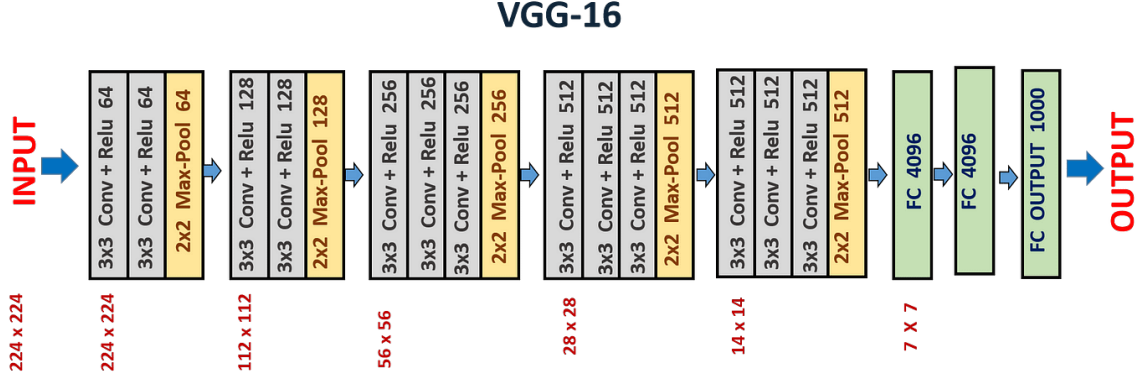 VGG-16
INPUT
3x3 Conv + Relu 64
3x3 Conv + Relu 64
2x2 Max-Pool 64
3x3 Conv + Relu 128
3x3 Conv + Relu 128
2x2 Max-Pool 128
3x3 Conv + Relu 256
3x3 Conv + Relu 256
3x3 Conv + Relu 256
2x2 Max-Pool 256
3x3 Conv + Relu 512
3x3 Conv + Relu 512
3x3 Conv + Relu 512
2x2 Max-Pool 512
3x3 Conv + Relu 512
3x3 Conv + Relu 512
3x3 Conv + Relu 512
2x2 Max-Pool 512
FC 4096
FC 4096
FC OUTPUT 1000
OUTPUT
224 x 224
224 x 224
112 x 112
56 x 56
28 x 28
14 x 14
7 X 7